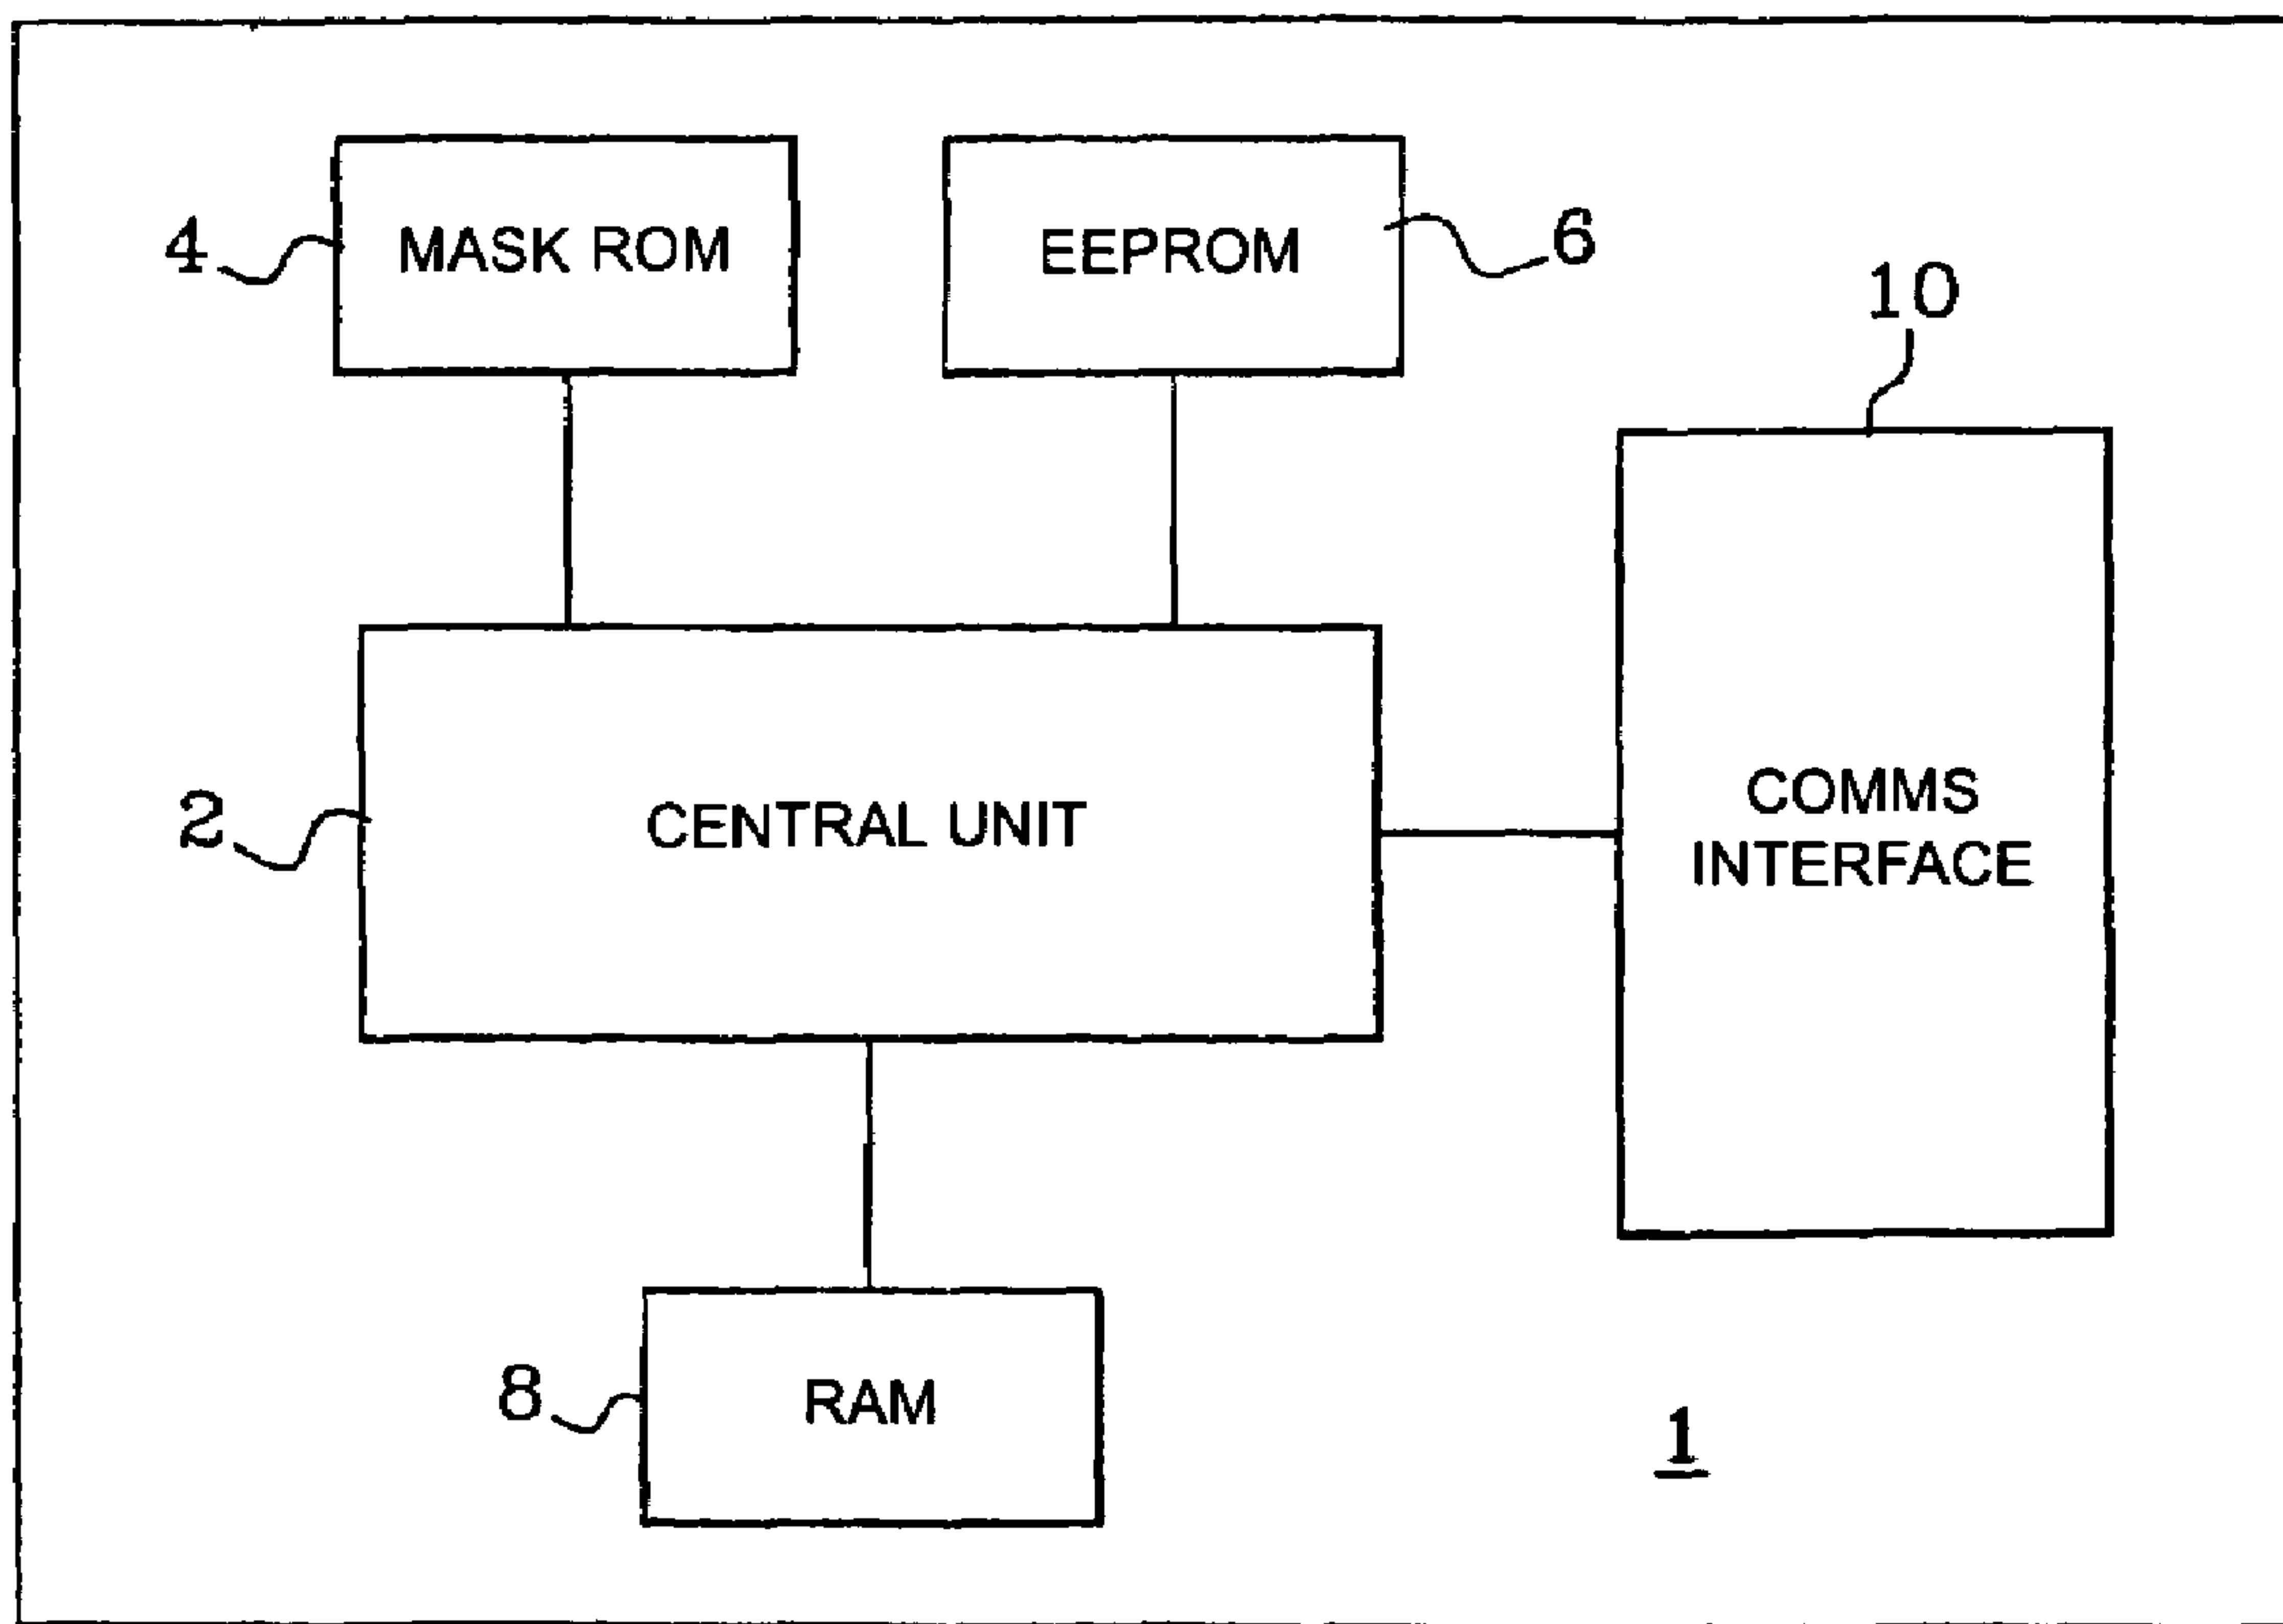 4
MASK ROM
EEPROM
6
10
2
CENTRAL UNIT
COMMS
INTERFACE
8
RAM
1